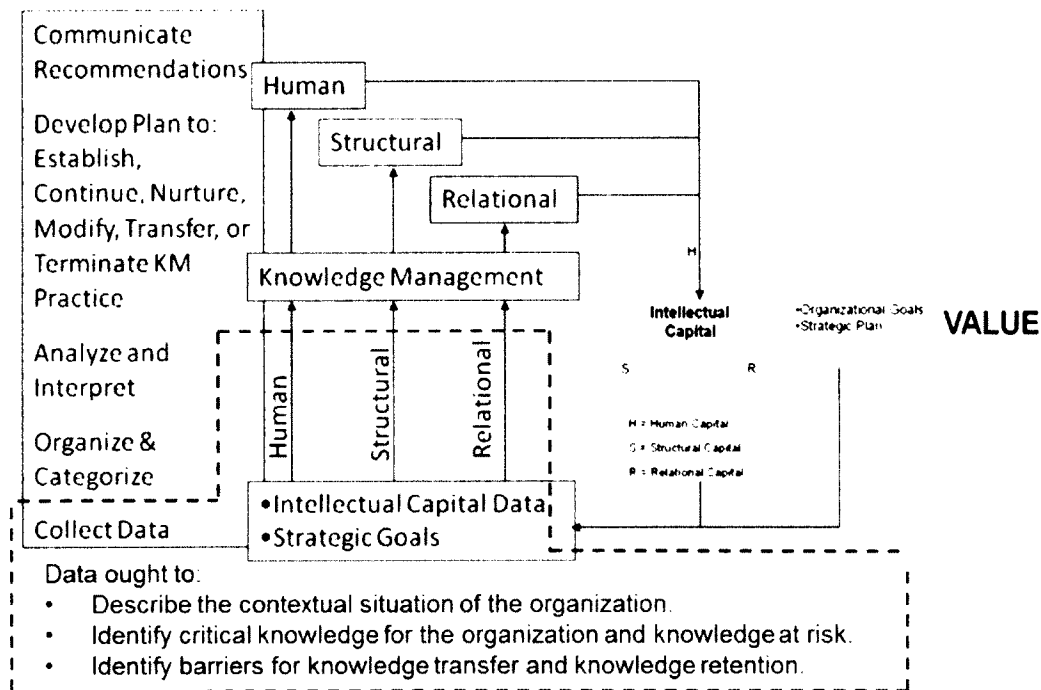 Communicate
Recommendations
Develop Plan to:
Establish,
Continue, Nurture,
Modify, Transfer, or
Terminate KM
Practice
Analyze and
Interpret
Organize &
Categorize
Collect Data
Human
Structural
Relational
Knowledge Management
Human
Structural
Relational
•Intellectual Capital Data
•Strategic Goals
H
Intellectual
Capital
S
R
H = Human Capital
S = Structural Capital
R = Relational Capital
•Organizational Goals
•Strategic Plan
VALUE
Data ought to:
• Describe the contextual situation of the organization.
• Identify critical knowledge for the organization and knowledge at risk.
• Identify barriers for knowledge transfer and knowledge retention.